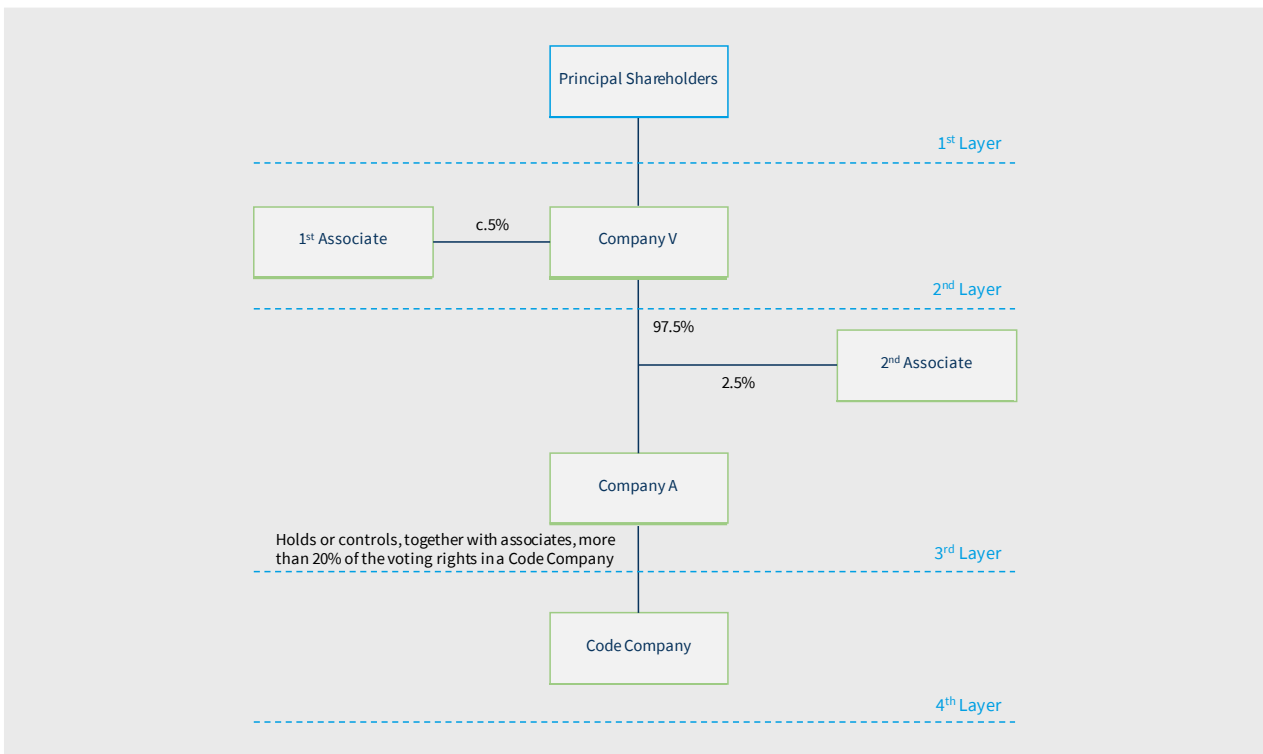 Principal Shareholders
1st Layer
c.5%
1st Associate
Company V
2nd Layer
97.5%
2nd Associate
2.5%
Company A
Holds or controls, together with associates, more
than 20% of the voting rights in a Code Company
3rd Layer
Code Company
4th Layer